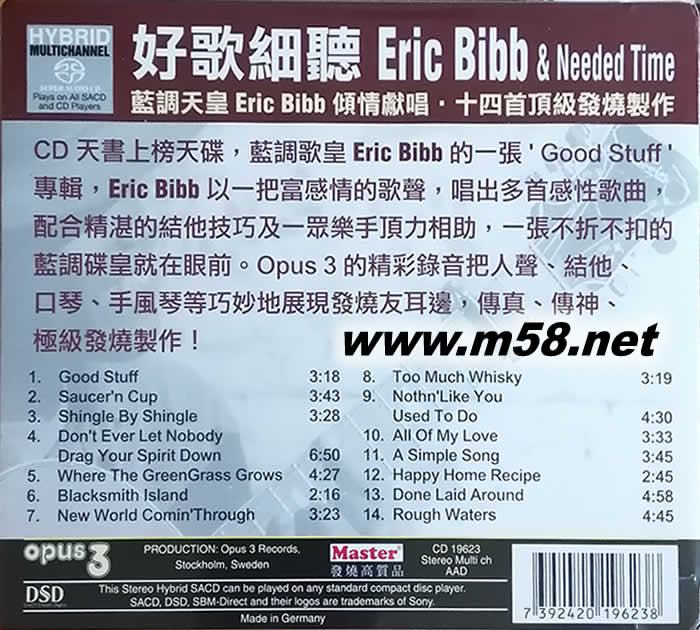 HYBRID
MULTICHANNEL
SUPER AUDIO CD
Plays on All SACD
and CD Players
好歌細聽 Eric Bibb & Needed Time
藍調天皇 Eric Bibb 傾情獻唱 · 十四首頂級發燒製作
CD 天書上榜天碟，藍調歌皇 Eric Bibb 的一張 ' Good Stuff '
專輯，Eric Bibb 以一把富感情的歌聲，唱出多首感性歌曲，
配合精湛的結他技巧及一眾樂手頂力相助，一張不折不扣的
藍調碟皇就在眼前。Opus 3 的精彩錄音把人聲、結他、
口琴、手風琴等巧妙地展現發燒友耳邊，傳真、傳神、
極級發燒製作！
www.m58.net
1. Good Stuff 3:18
2. Saucer'n Cup 3:43
3. Shingle By Shingle 3:28
4. Don't Ever Let Nobody
Drag Your Spirit Down 6:50
5. Where The GreenGrass Grows 4:27
6. Blacksmith Island 2:16
7. New World Comin'Through 3:23
8. Too Much Whisky 3:19
9. Nothn'Like You
Used To Do 4:30
10. All Of My Love 3:33
11. A Simple Song 3:45
12. Happy Home Recipe 2:45
13. Done Laid Around 4:58
14. Rough Waters 4:45
opus 3
PRODUCTION: Opus 3 Records,
Stockholm, Sweden
Master
發燒高質品
CD 19623
Stereo Multi ch
AAD
DSD
This Stereo Hybrid SACD can be played on any standard compact disc player.
SACD, DSD, SBM-Direct and their logos are trademarks of Sony.
Made in Germany
7 392420 196238